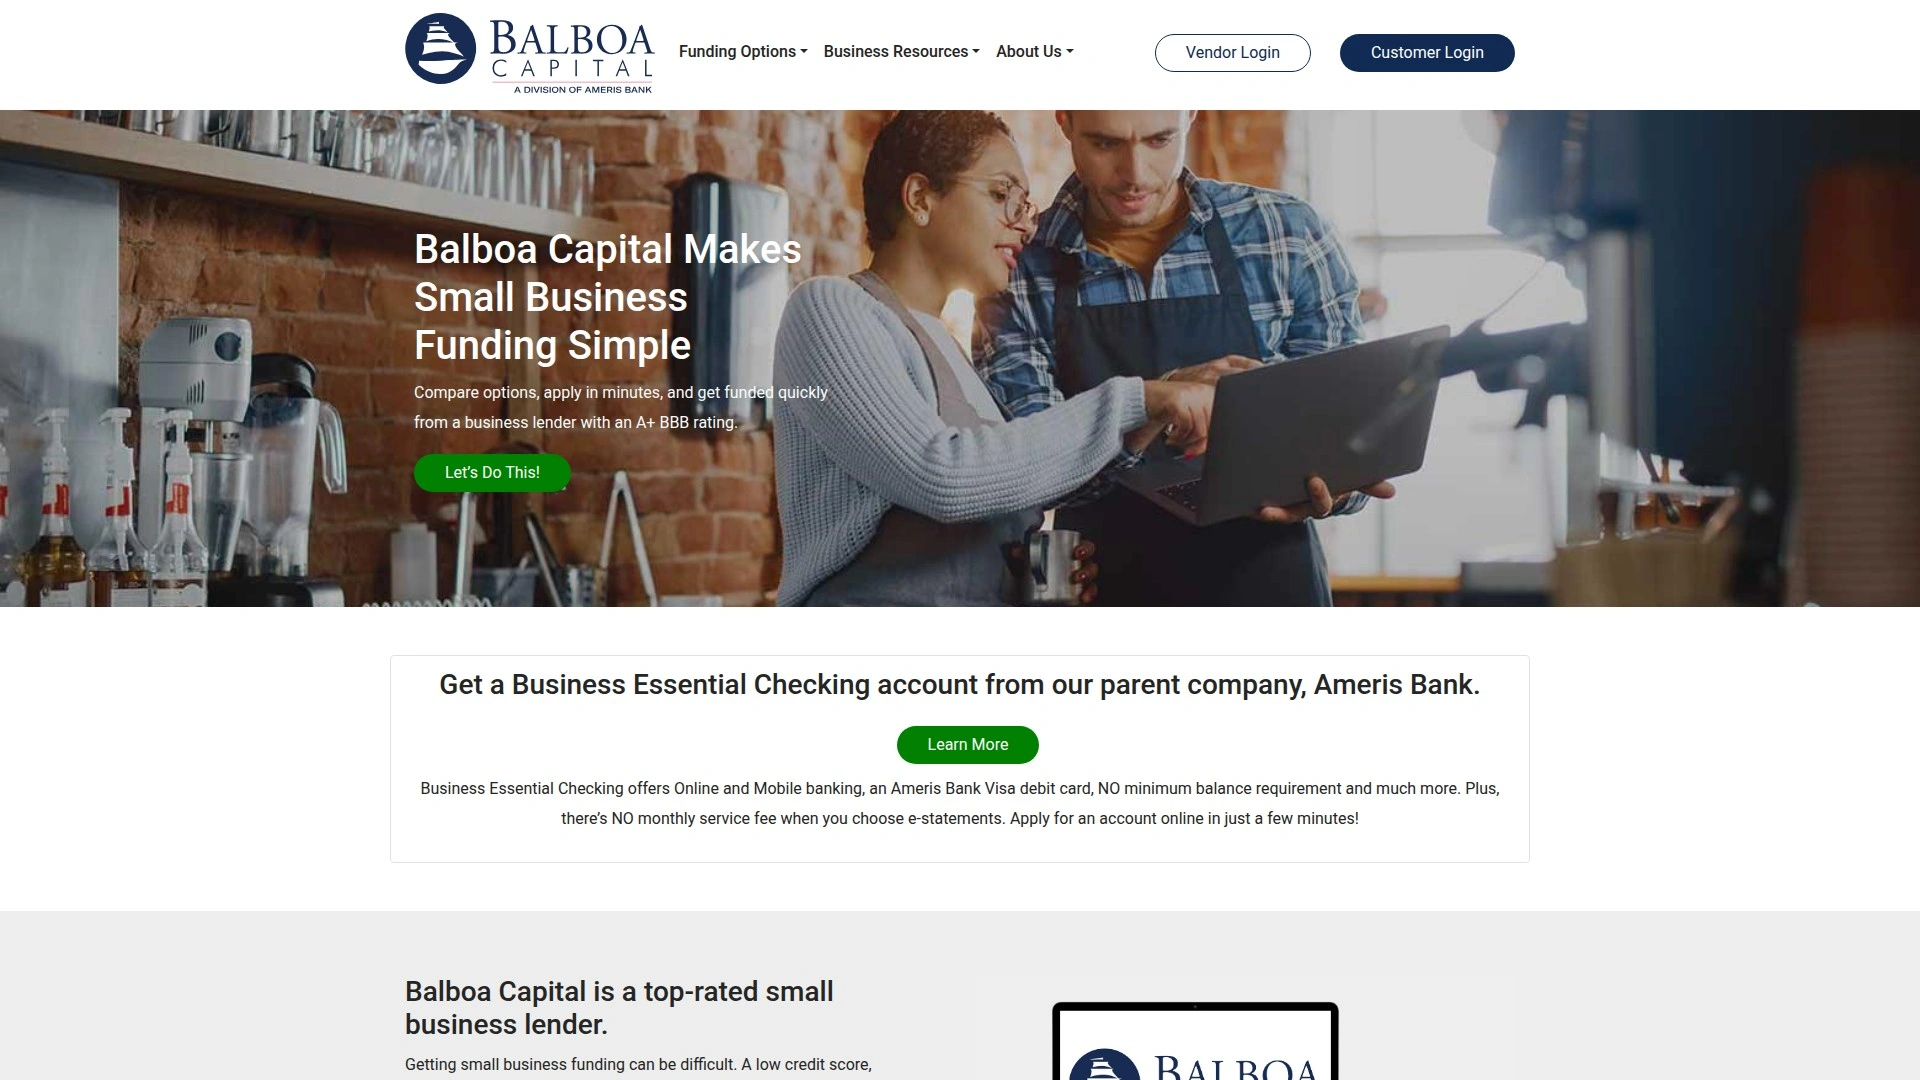 BALBOA
CAPITAL
A DIVISION OF AMERIS BANK
Funding Options
Business Resources
About Us
Vendor Login
Customer Login
Balboa Capital Makes
Small Business
Funding Simple
Compare options, apply in minutes, and get funded quickly
from a business lender with an A+ BBB rating.
Let’s Do This!
Get a Business Essential Checking account from our parent company, Ameris Bank.
Learn More
Business Essential Checking offers Online and Mobile banking, an Ameris Bank Visa debit card, NO minimum balance requirement and much more. Plus,
there’s NO monthly service fee when you choose e-statements. Apply for an account online in just a few minutes!
Balboa Capital is a top-rated small
business lender.
Getting small business funding can be difficult. A low credit score,
BALBOA